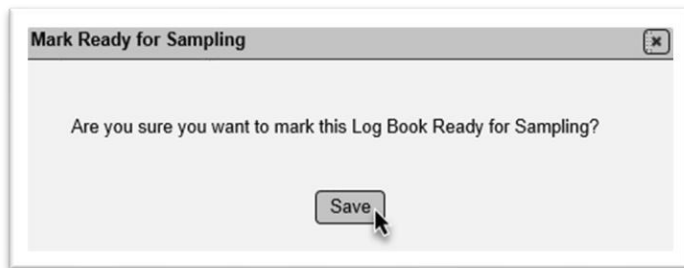 Mark Ready for Sampling
Are you sure you want to mark this Log Book Ready for Sampling?
Save